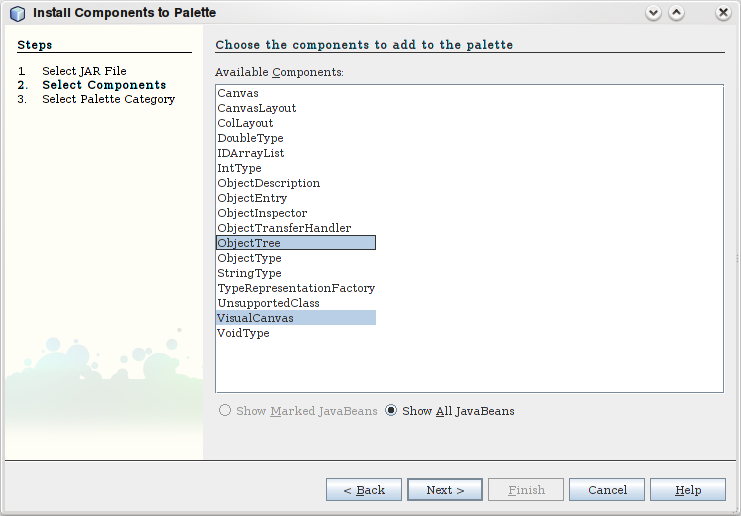 Install Components to Palette
Steps
1. Select JAR File
2. Select Components
3. Select Palette Category
Choose the components to add to the palette
Available Components:
Canvas
CanvasLayout
ColLayout
DoubleType
IDArrayList
IntType
ObjectDescription
ObjectEntry
ObjectInspector
ObjectTransferHandler
ObjectTree
ObjectType
StringType
TypeRepresentationFactory
UnsupportedClass
VisualCanvas
VoidType
Show Marked JavaBeans Show All JavaBeans
< Back Next > Finish Cancel Help